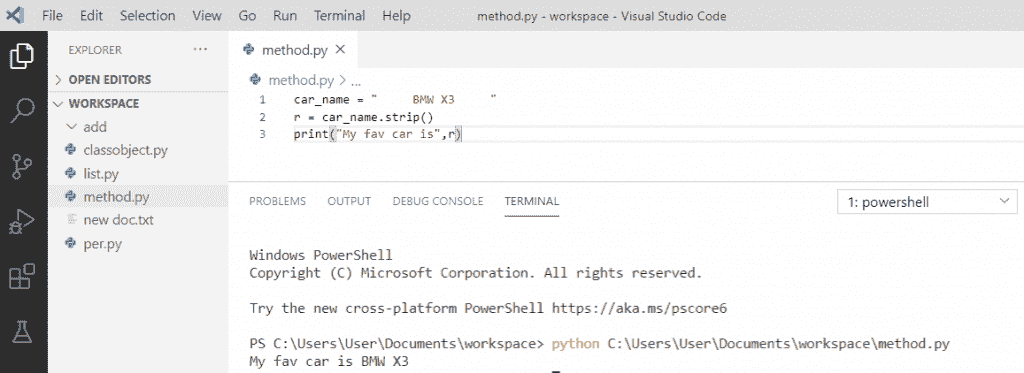 File Edit Selection View Go Run Terminal Help method.py - workspace - Visual Studio Code
EXPLORER ...
OPEN EDITORS
WORKSPACE
add
classobject.py
list.py
method.py
new doc.txt
per.py
method.py
method.py > ...
1 car_name = "     BMW X3     "
2 r = car_name.strip()
3 print("My fav car is",r)
PROBLEMS OUTPUT DEBUG CONSOLE TERMINAL 1: powershell
Windows PowerShell
Copyright (C) Microsoft Corporation. All rights reserved.
Try the new cross-platform PowerShell https://aka.ms/pscore6
PS C:\Users\User\Documents\workspace> python C:\Users\User\Documents\workspace\method.py
My fav car is BMW X3